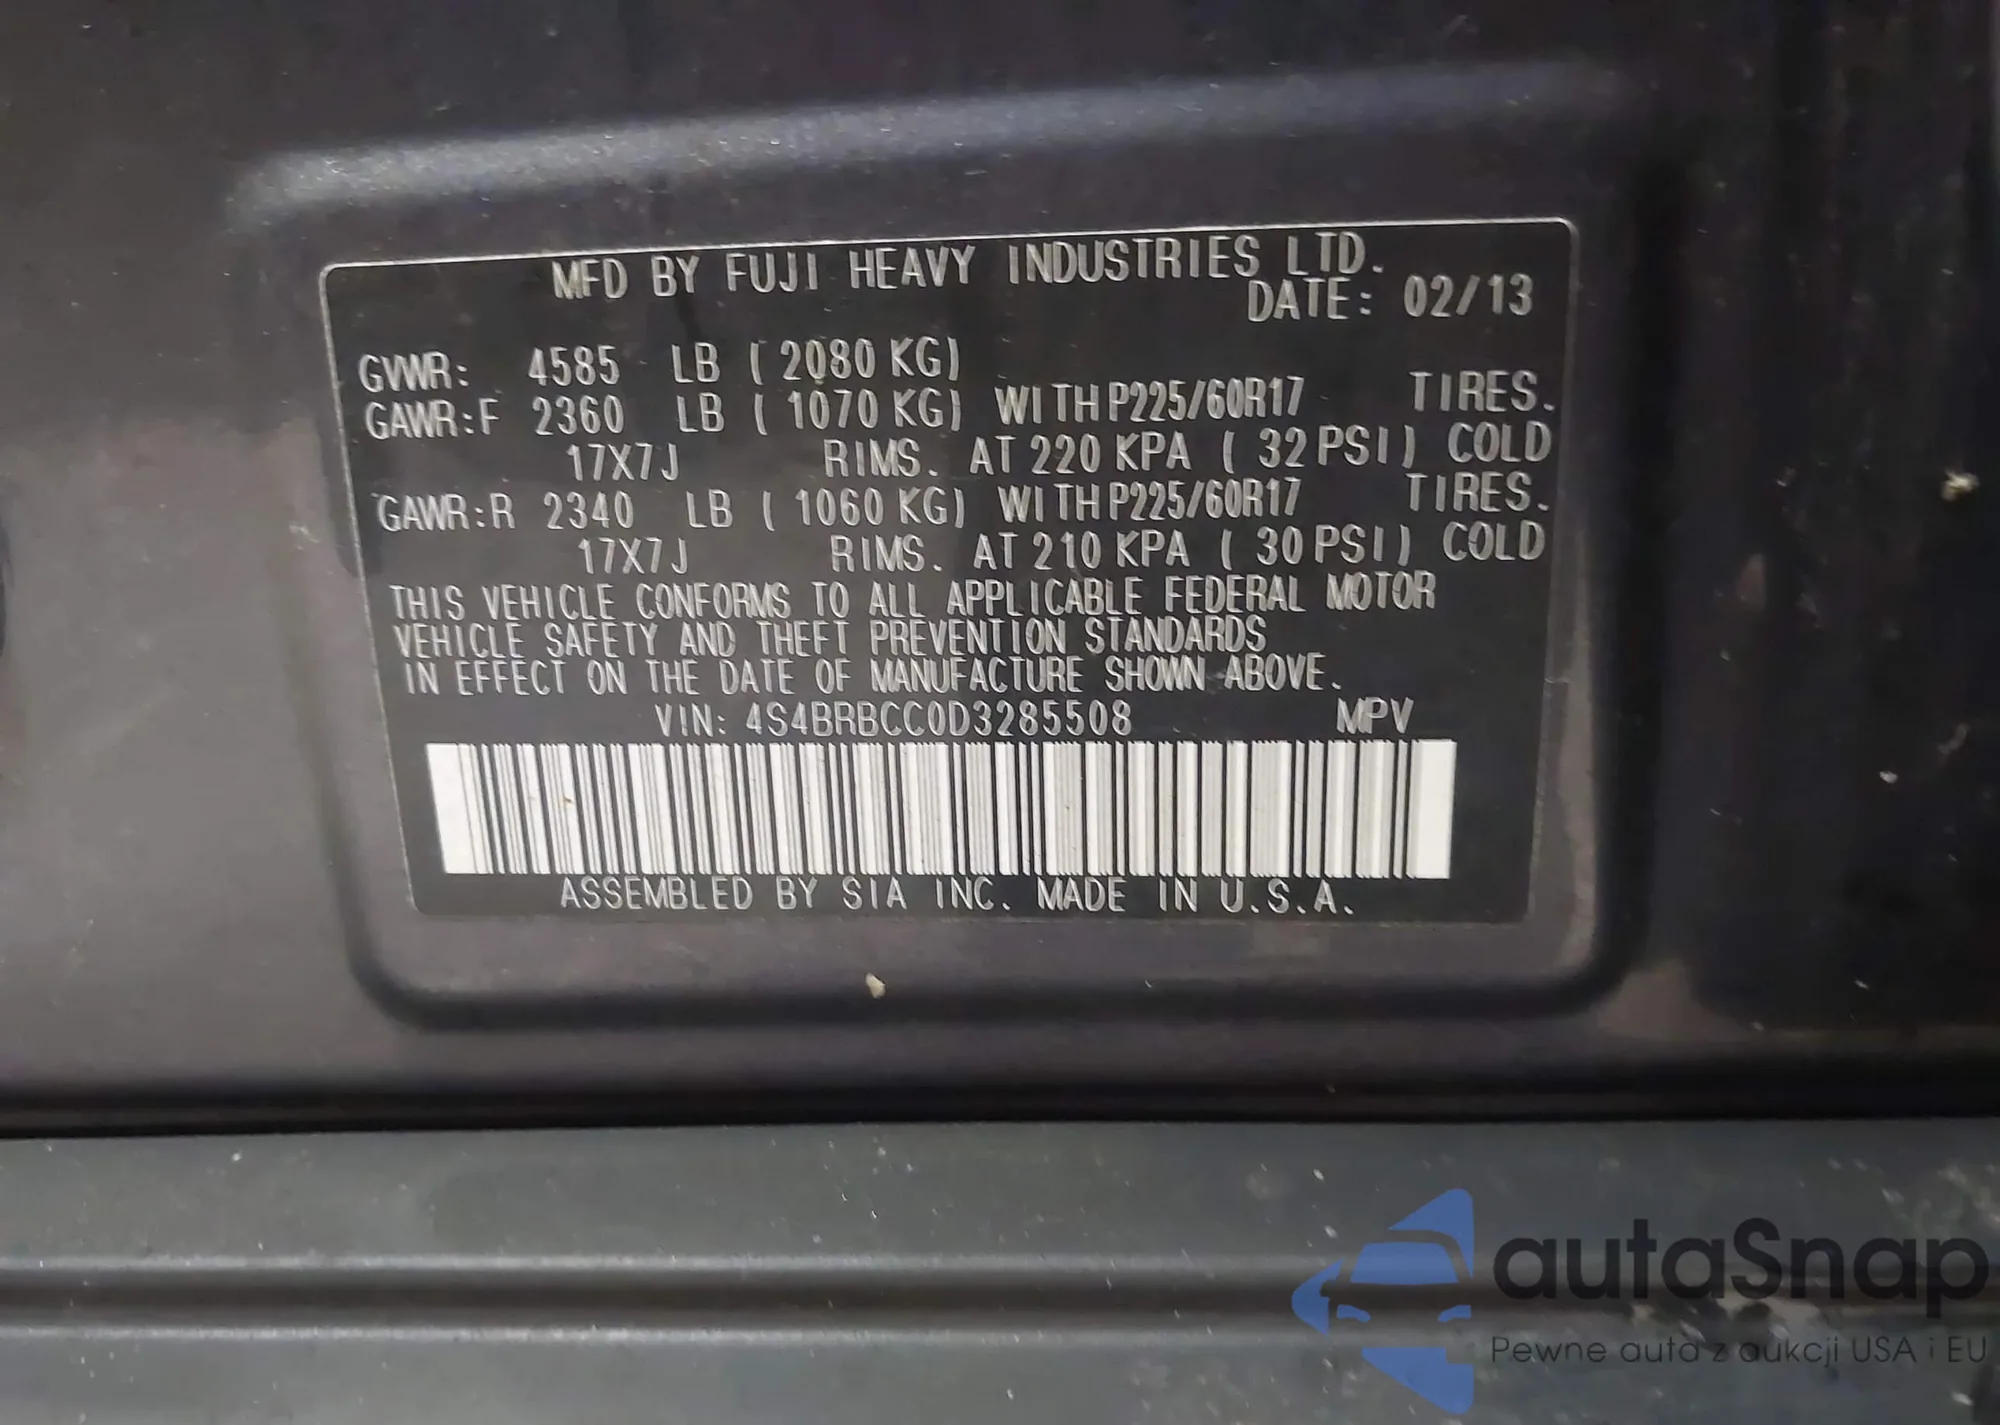 MFD BY FUJI HEAVY INDUSTRIES LTD.
DATE: 02/13
GVWR: 4585 LB ( 2080 KG)
GAWR:F 2360 LB ( 1070 KG) WITH P225/60R17 TIRES.
17X7J RIMS. AT 220 KPA ( 32 PSI) COLD
GAWR:R 2340 LB ( 1060 KG) WITH P225/60R17 TIRES.
17X7J RIMS. AT 210 KPA ( 30 PSI) COLD
THIS VEHICLE CONFORMS TO ALL APPLICABLE FEDERAL MOTOR
VEHICLE SAFETY AND THEFT PREVENTION STANDARDS
IN EFFECT ON THE DATE OF MANUFACTURE SHOWN ABOVE.
VIN: 4S4BRBCC0D3285508 MPV
ASSEMBLED BY SIA INC. MADE IN U.S.A.
autaSnap
Pewne auta z aukcji USA i EU